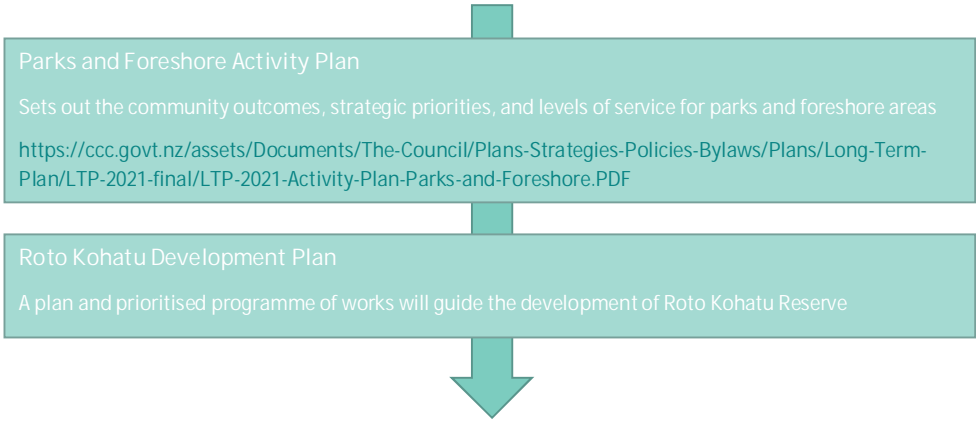 Parks and Foreshore Activity Plan
Sets out the community outcomes, strategic priorities, and levels of service for parks and foreshore areas
https://ccc.govt.nz/assets/Documents/The-Council/Plans-Strategies-Policies-Bylaws/Plans/Long-Term-
Plan/LTP-2021-final/LTP-2021-Activity-Plan-Parks-and-Foreshore.PDF
Roto Kohatu Development Plan
A plan and prioritised programme of works will guide the development of Roto Kohatu Reserve